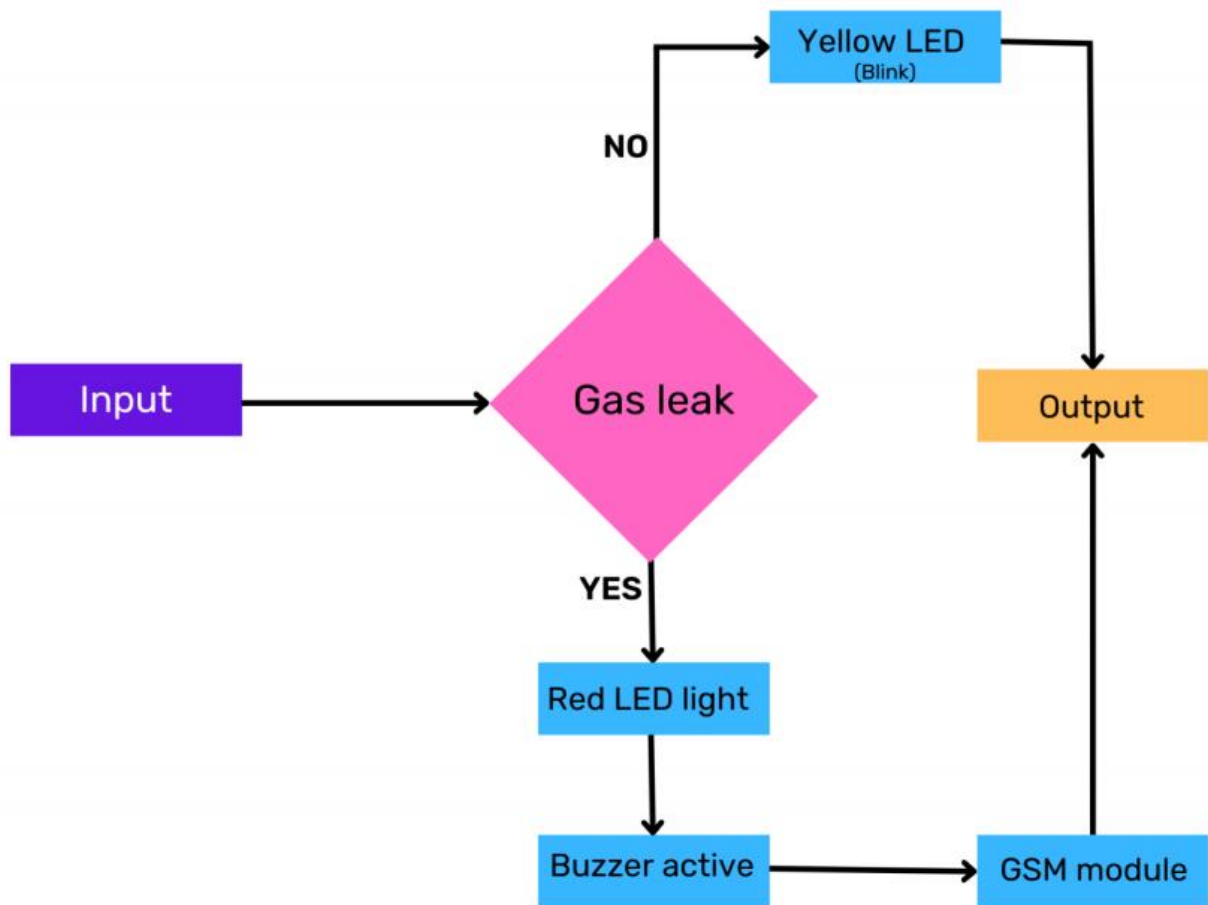 Yellow LED
(Blink)
NO
Input
Gas leak
Output
YES
Red LED light
Buzzer active
GSM module